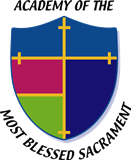 ACADEMY OF THE
MOST BLESSED SACRAMENT